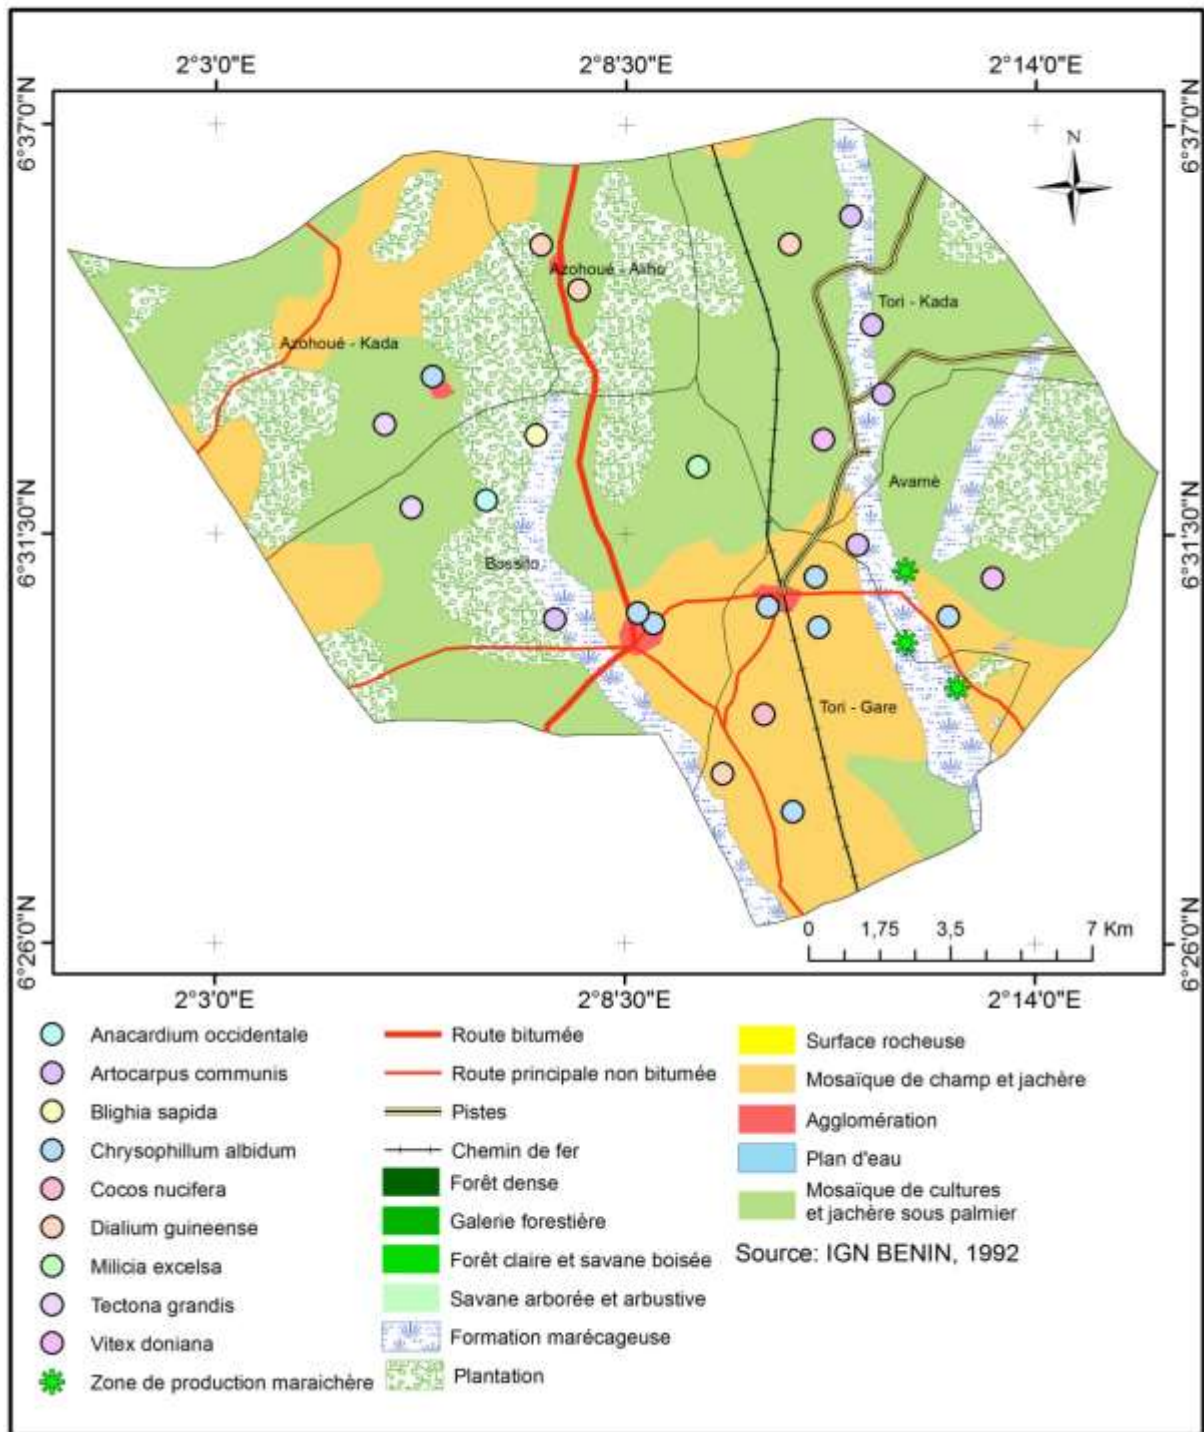 2°3'0"E
2°8'30"E
2°14'0"E
6°37'0"N
6°37'0"N
N
Azohoué - Aliho
Tori - Kada
Azohoué - Kada
Avamè
6°31'30"N
6°31'30"N
Bossito
Tori - Gare
6°26'0"N
6°26'0"N
0 1,75 3,5 7 Km
2°3'0"E
2°8'30"E
2°14'0"E
Anacardium occidentale
Artocarpus communis
Blighia sapida
Chrysophillum albidum
Cocos nucifera
Dialium guineense
Milicia excelsa
Tectona grandis
Vitex doniana
Zone de production maraichère
Route bitumée
Route principale non bitumée
Pistes
Chemin de fer
Forêt dense
Galerie forestière
Forêt claire et savane boisée
Savane arborée et arbustive
Formation marécageuse
Plantation
Surface rocheuse
Mosaïque de champ et jachère
Agglomération
Plan d'eau
Mosaïque de cultures
et jachère sous palmier
Source: IGN BENIN, 1992